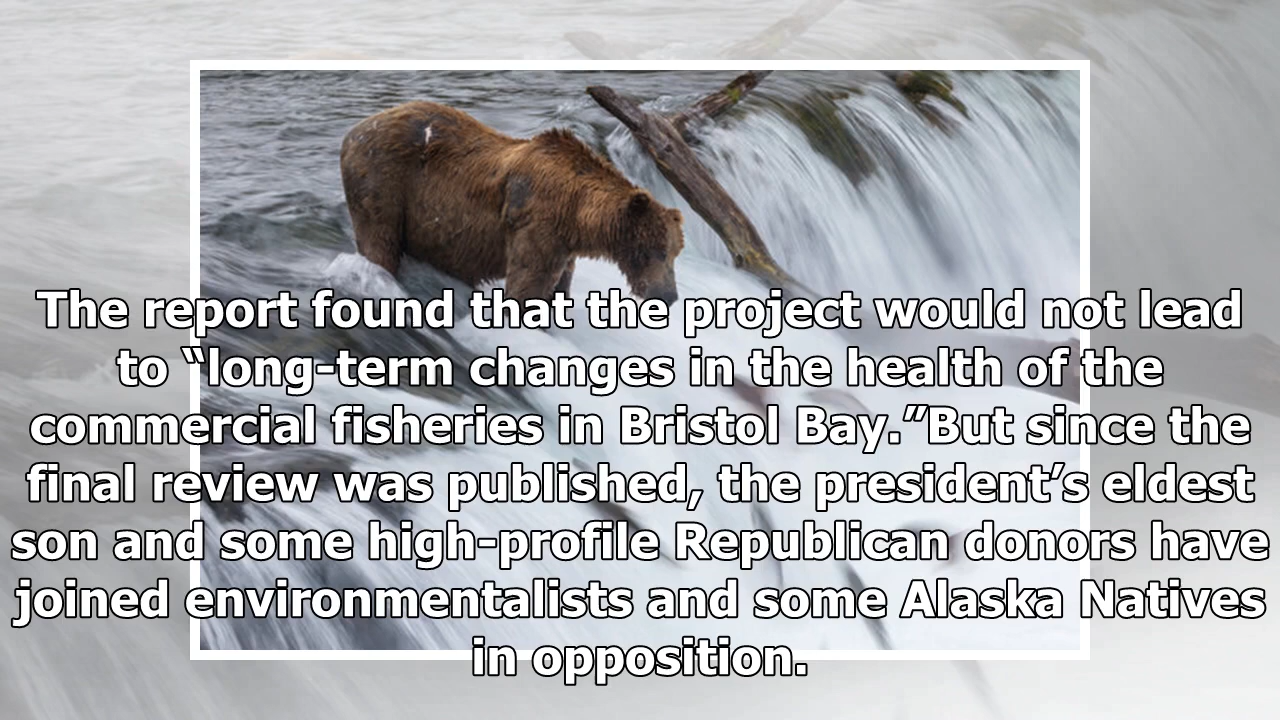 The report found that the project would not lead
to “long-term changes in the health of the
commercial fisheries in Bristol Bay.”But since the
final review was published, the president’s eldest
son and some high-profile Republican donors have
joined environmentalists and some Alaska Natives
in opposition.